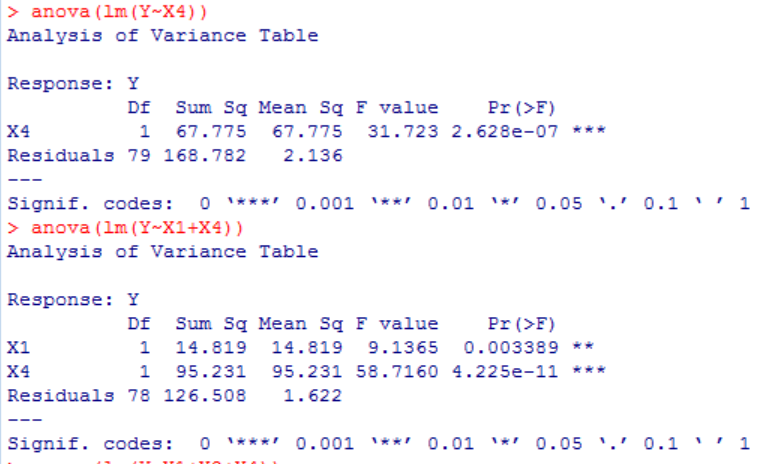 > anova(lm(Y~X4))
Analysis of Variance Table
Response: Y
Df Sum Sq Mean Sq F value Pr(>F)
X4 1 67.775 67.775 31.723 2.628e-07 ***
Residuals 79 168.782 2.136
---
Signif. codes: 0 ‘***’ 0.001 ‘**’ 0.01 ‘*’ 0.05 ‘.’ 0.1 ‘ ’ 1
> anova(lm(Y~X1+X4))
Analysis of Variance Table
Response: Y
Df Sum Sq Mean Sq F value Pr(>F)
X1 1 14.819 14.819 9.1365 0.003389 **
X4 1 95.231 95.231 58.7160 4.225e-11 ***
Residuals 78 126.508 1.622
---
Signif. codes: 0 ‘***’ 0.001 ‘**’ 0.01 ‘*’ 0.05 ‘.’ 0.1 ‘ ’ 1